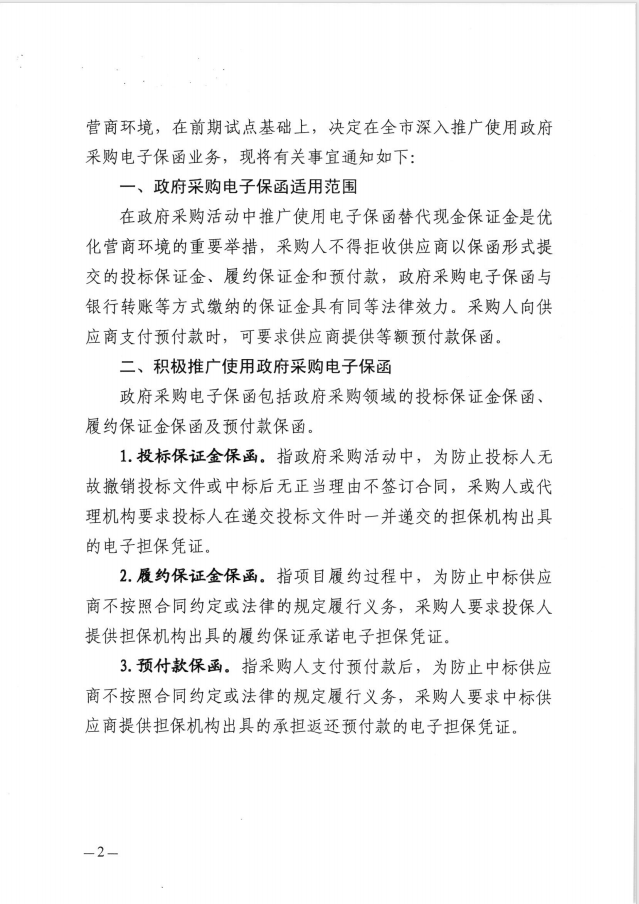 营商环境，在前期试点基础上，决定在全市深入推广使用政府
采购电子保函业务，现将有关事宜通知如下：
一、政府采购电子保函适用范围
在政府采购活动中推广使用电子保函替代现金保证金是优
化营商环境的重要举措，采购人不得拒收供应商以保函形式提
交的投标保证金、履约保证金和预付款，政府采购电子保函与
银行转账等方式缴纳的保证金具有同等法律效力。采购人向供
应商支付预付款时，可要求供应商提供等额预付款保函。
二、积极推广使用政府采购电子保函
政府采购电子保函包括政府采购领域的投标保证金保函、
履约保证金保函及预付款保函。
1.投标保证金保函。指政府采购活动中，为防止投标人无
故撤销投标文件或中标后无正当理由不签订合同，采购人或代
理机构要求投标人在递交投标文件时一并递交的担保机构出具
的电子担保凭证。
2.履约保证金保函。指项目履约过程中，为防止中标供应
商不按照合同约定或法律的规定履行义务，采购人要求投保人
提供担保机构出具的履约保证承诺电子担保凭证。
3.预付款保函。指采购人支付预付款后，为防止中标供应
商不按照合同约定或法律的规定履行义务，采购人要求中标供
应商提供担保机构出具的承担返还预付款的电子担保凭证。
—2—